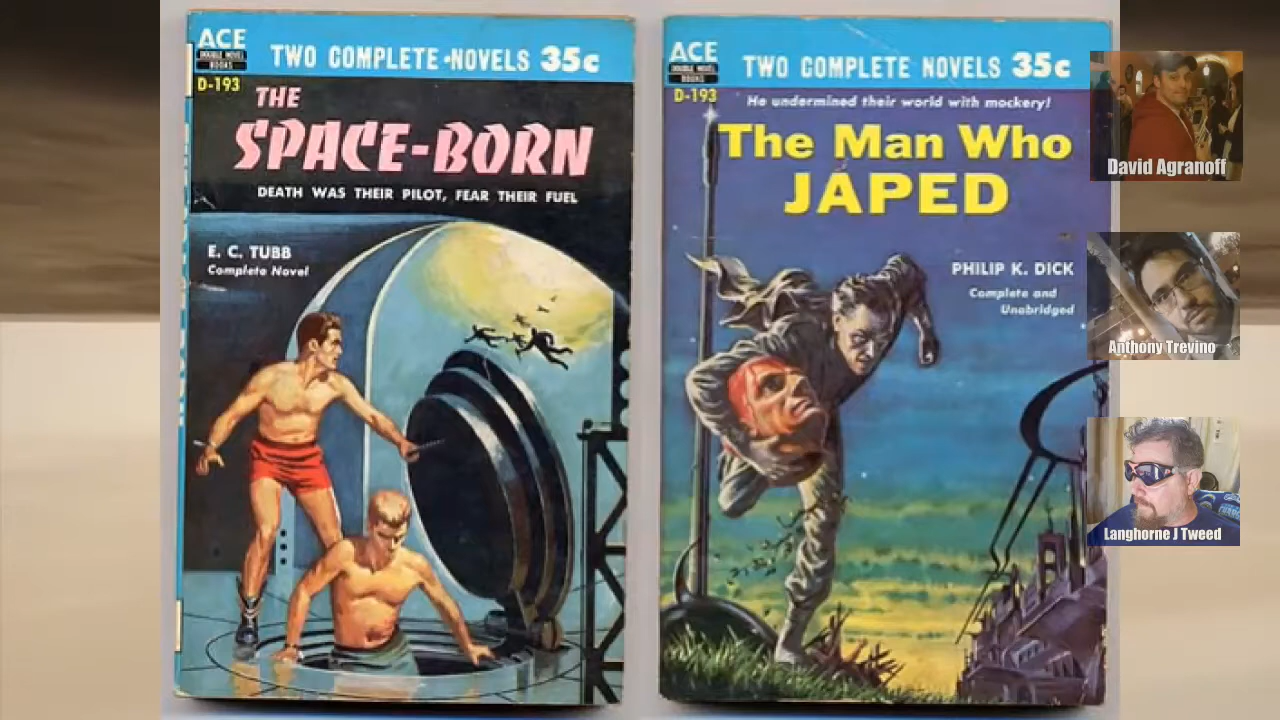 ACE
DOUBLE NOVEL
BOOKS
D-193
TWO COMPLETE NOVELS 35c
THE
SPACE-BORN
DEATH WAS THEIR PILOT, FEAR THEIR FUEL
E. C. TUBB
Complete Novel
ACE
DOUBLE NOVEL
BOOKS
D-193
TWO COMPLETE NOVELS 35c
He undermined their world with mockery!
The Man Who
JAPED
PHILIP K. DICK
Complete and
Unabridged
David Agranoff
Anthony Trevino
Langhorne J Tweed